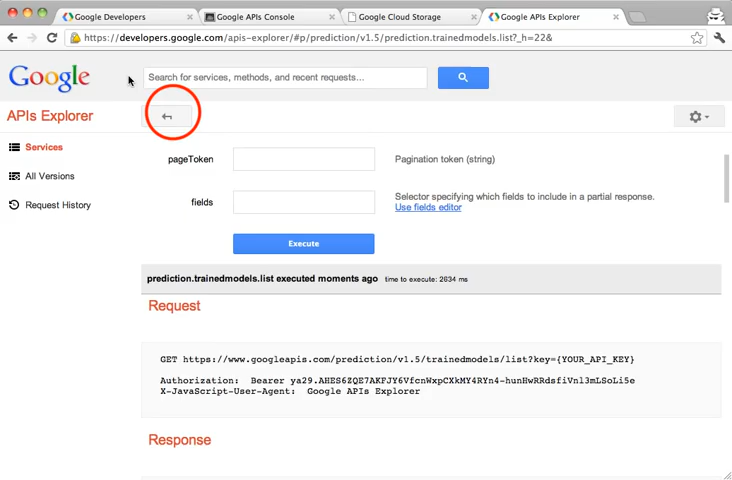 Google Developers
Google APIs Console
Google Cloud Storage
Google APIs Explorer
https://developers.google.com/apis-explorer/#p/prediction/v1.5/prediction.trainedmodels.list?_h=22&
Google
Search for services, methods, and recent requests...
APIs Explorer
Services
All Versions
Request History
pageToken
Pagination token (string)
fields
Selector specifying which fields to include in a partial response.
Use fields editor
Execute
prediction.trainedmodels.list executed moments ago time to execute: 2634 ms
Request
GET https://www.googleapis.com/prediction/v1.5/trainedmodels/list?key={YOUR_API_KEY}
Authorization: Bearer ya29.AHES6ZQE7AKFJY6VfcnWxpCXkMY4RYn4-hunHwRRdsfiVnl3mLSoLi5e
X-JavaScript-User-Agent: Google APIs Explorer
Response